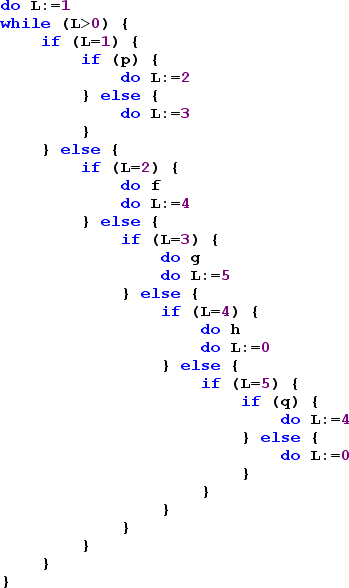 do L:=1
while (L>0) {
    if (L=1) {
        if (p) {
            do L:=2
        } else {
            do L:=3
        }
    } else {
        if (L=2) {
            do f
            do L:=4
        } else {
            if (L=3) {
                do g
                do L:=5
            } else {
                if (L=4) {
                    do h
                    do L:=0
                } else {
                    if (L=5) {
                        if (q) {
                            do L:=4
                        } else {
                            do L:=0
                        }
                    }
                }
            }
        }
    }
}